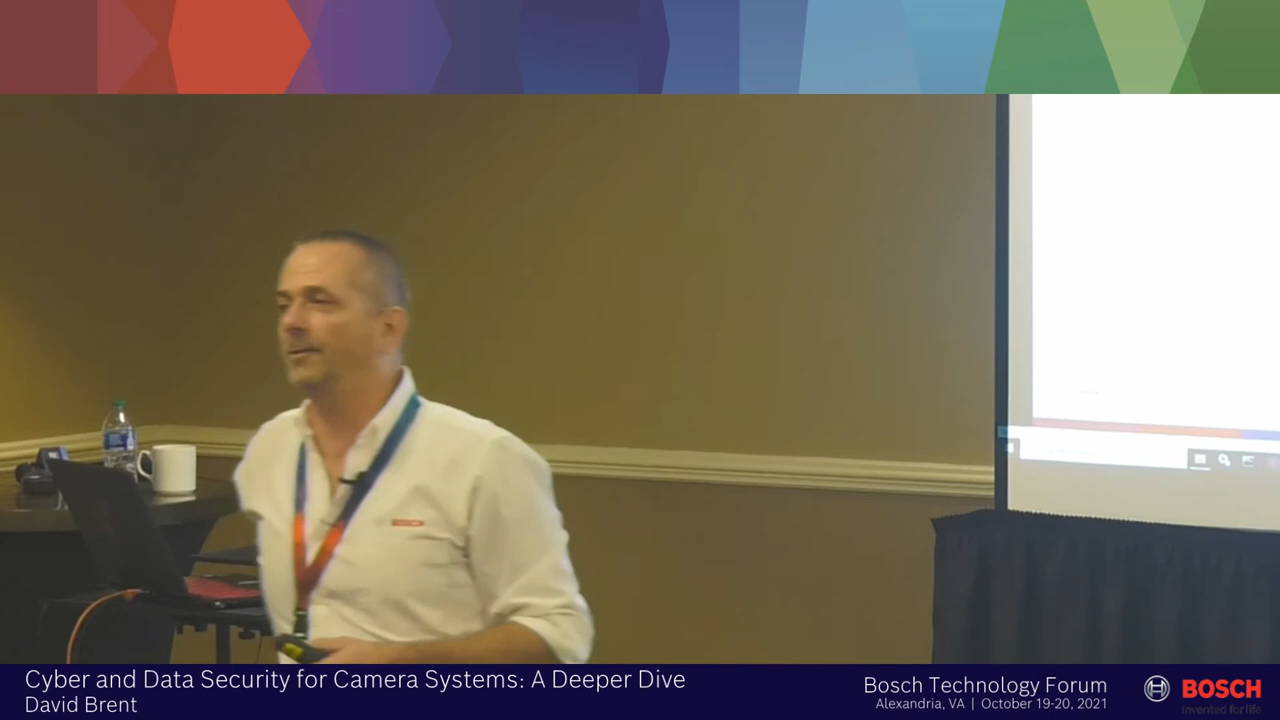 Cyber and Data Security for Camera Systems: A Deeper Dive
David Brent
Bosch Technology Forum
Alexandria, VA | October 19-20, 2021
BOSCH
Invented for life